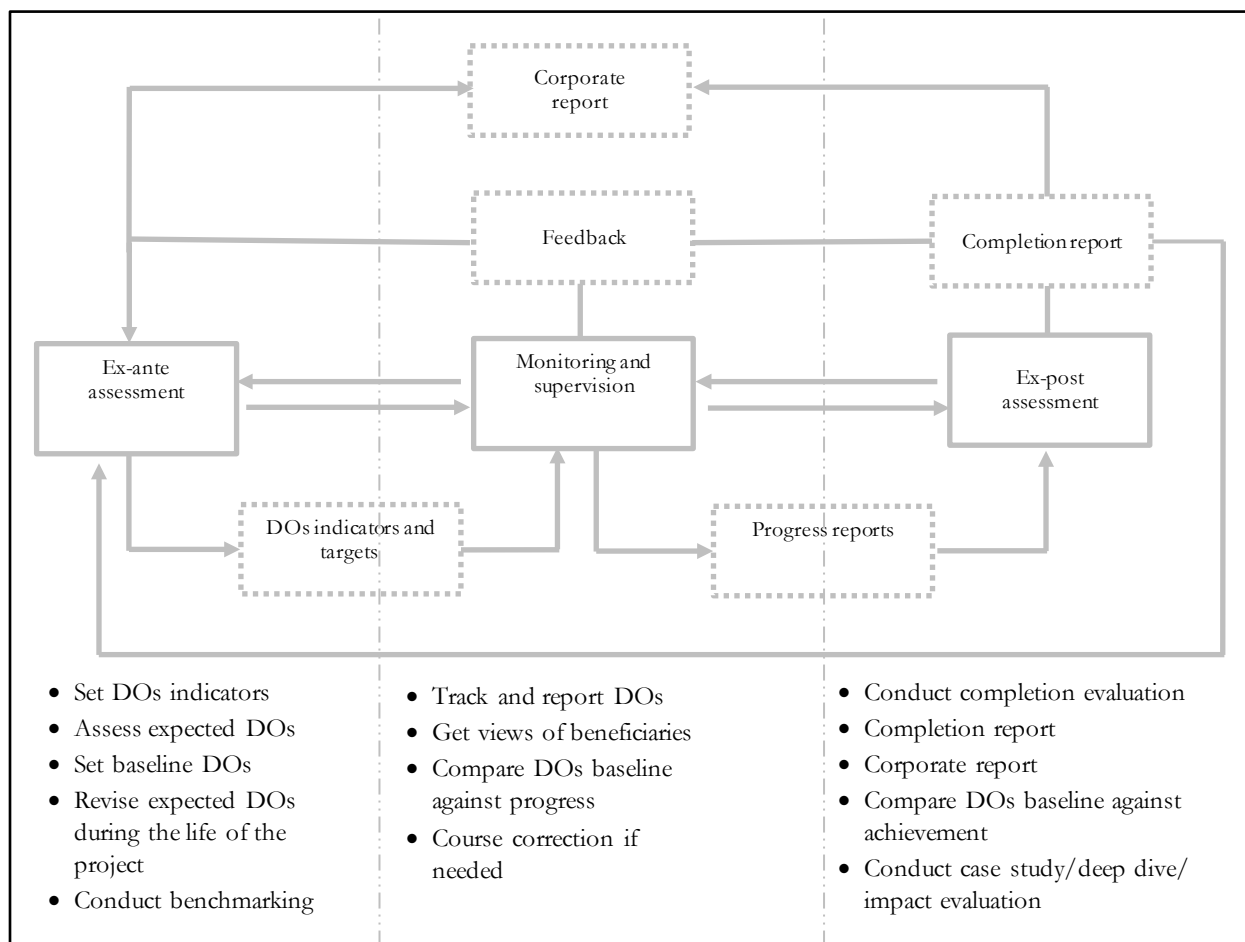 Corporate
report
Feedback
Completion report
Ex-ante
assessment
Monitoring and
supervision
Ex-post
assessment
DOs indicators and
targets
Progress reports
• Set DOs indicators
• Assess expected DOs
• Set baseline DOs
• Revise expected DOs
during the life of the
project
• Conduct benchmarking
• Track and report DOs
• Get views of beneficiaries
• Compare DOs baseline
against progress
• Course correction if
needed
• Conduct completion evaluation
• Completion report
• Corporate report
• Compare DOs baseline against
achievement
• Conduct case study/deep dive/
impact evaluation